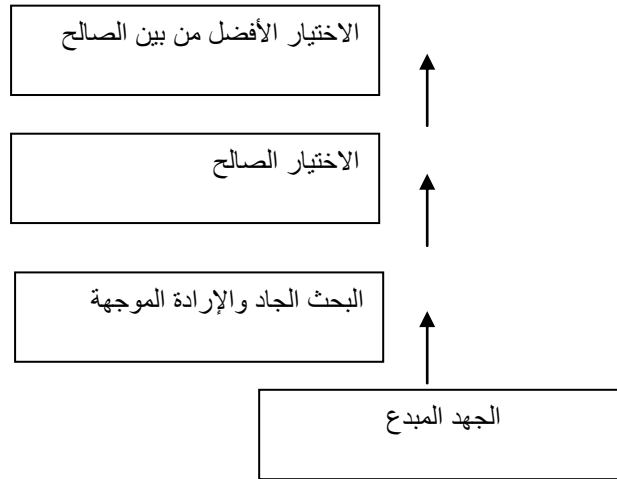 الاختيار الأفضل من بين الصالح
الاختيار الصالح
البحث الجاد والإرادة الموجهة
الجهد المبدع